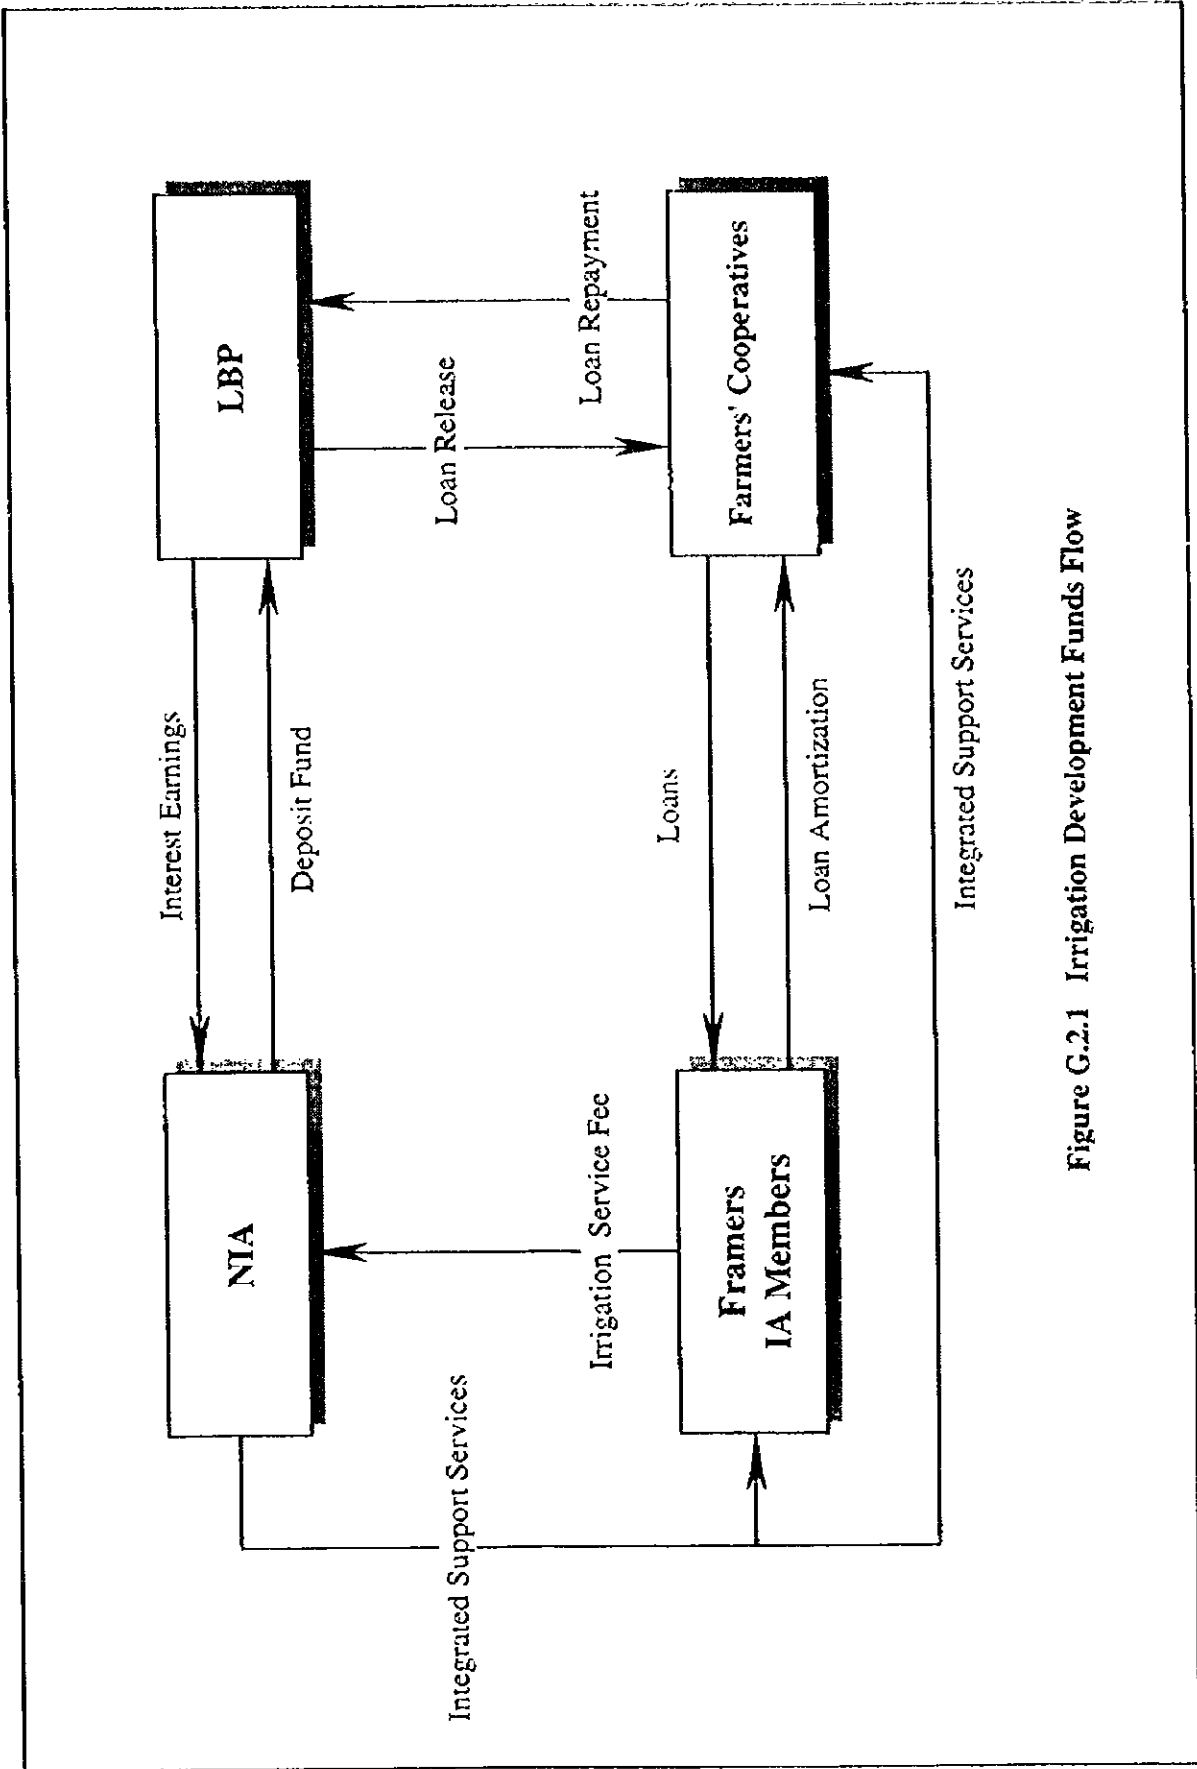 NIA
Interest Earnings
Deposit Fund
LBP
Integrated Support Services
Irrigation Service Fee
Loan Release
Loan Repayment
Framers
IA Members
Loans
Loan Amortization
Farmers' Cooperatives
Integrated Support Services
Figure G.2.1 Irrigation Development Funds Flow